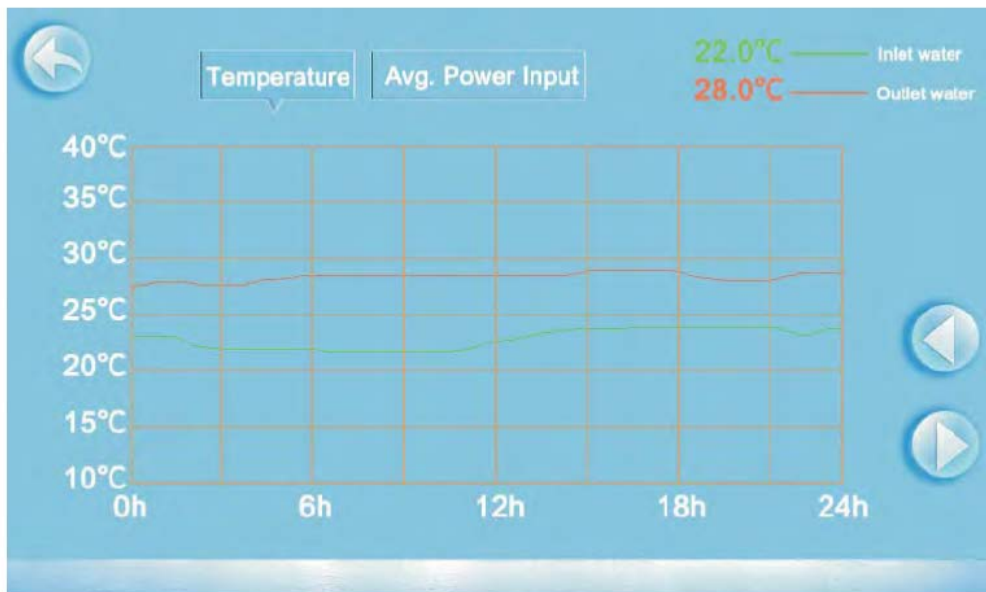 22.0°C Inlet water
Temperature Avg. Power Input
28.0°C Outlet water
40°C
35°C
30°C
25°C
20°C
15°C
10°C
0h 6h 12h 18h 24h